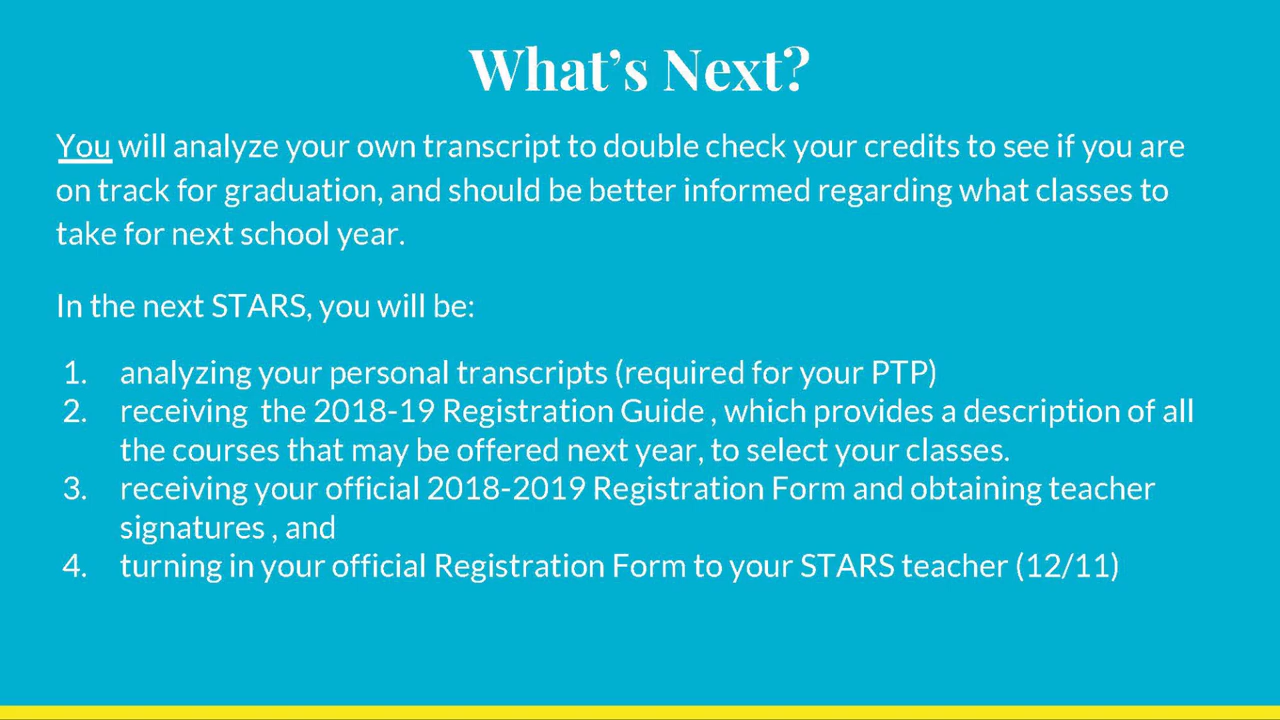 What’s Next?
You will analyze your own transcript to double check your credits to see if you are
on track for graduation, and should be better informed regarding what classes to
take for next school year.
In the next STARS, you will be:
1. analyzing your personal transcripts (required for your PTP)
2. receiving  the 2018-19 Registration Guide , which provides a description of all
the courses that may be offered next year, to select your classes.
3. receiving your official 2018-2019 Registration Form and obtaining teacher
signatures , and
4. turning in your official Registration Form to your STARS teacher (12/11)